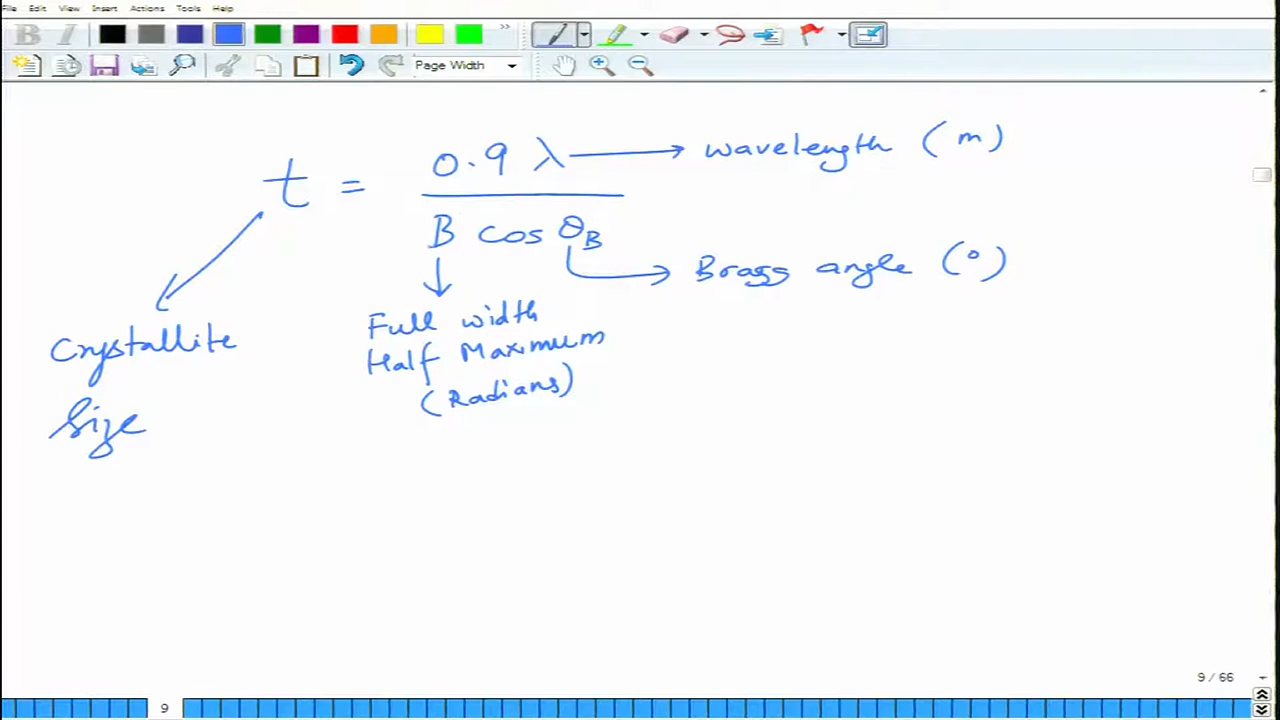 File Edit View Insert Actions Tools Help
B I
Page Width
t = 0.9 λ / B cos θ_B
wavelength (m)
Bragg angle (°)
Full width
Half Maximum
(Radians)
Crystallite
Size
9 / 66
9